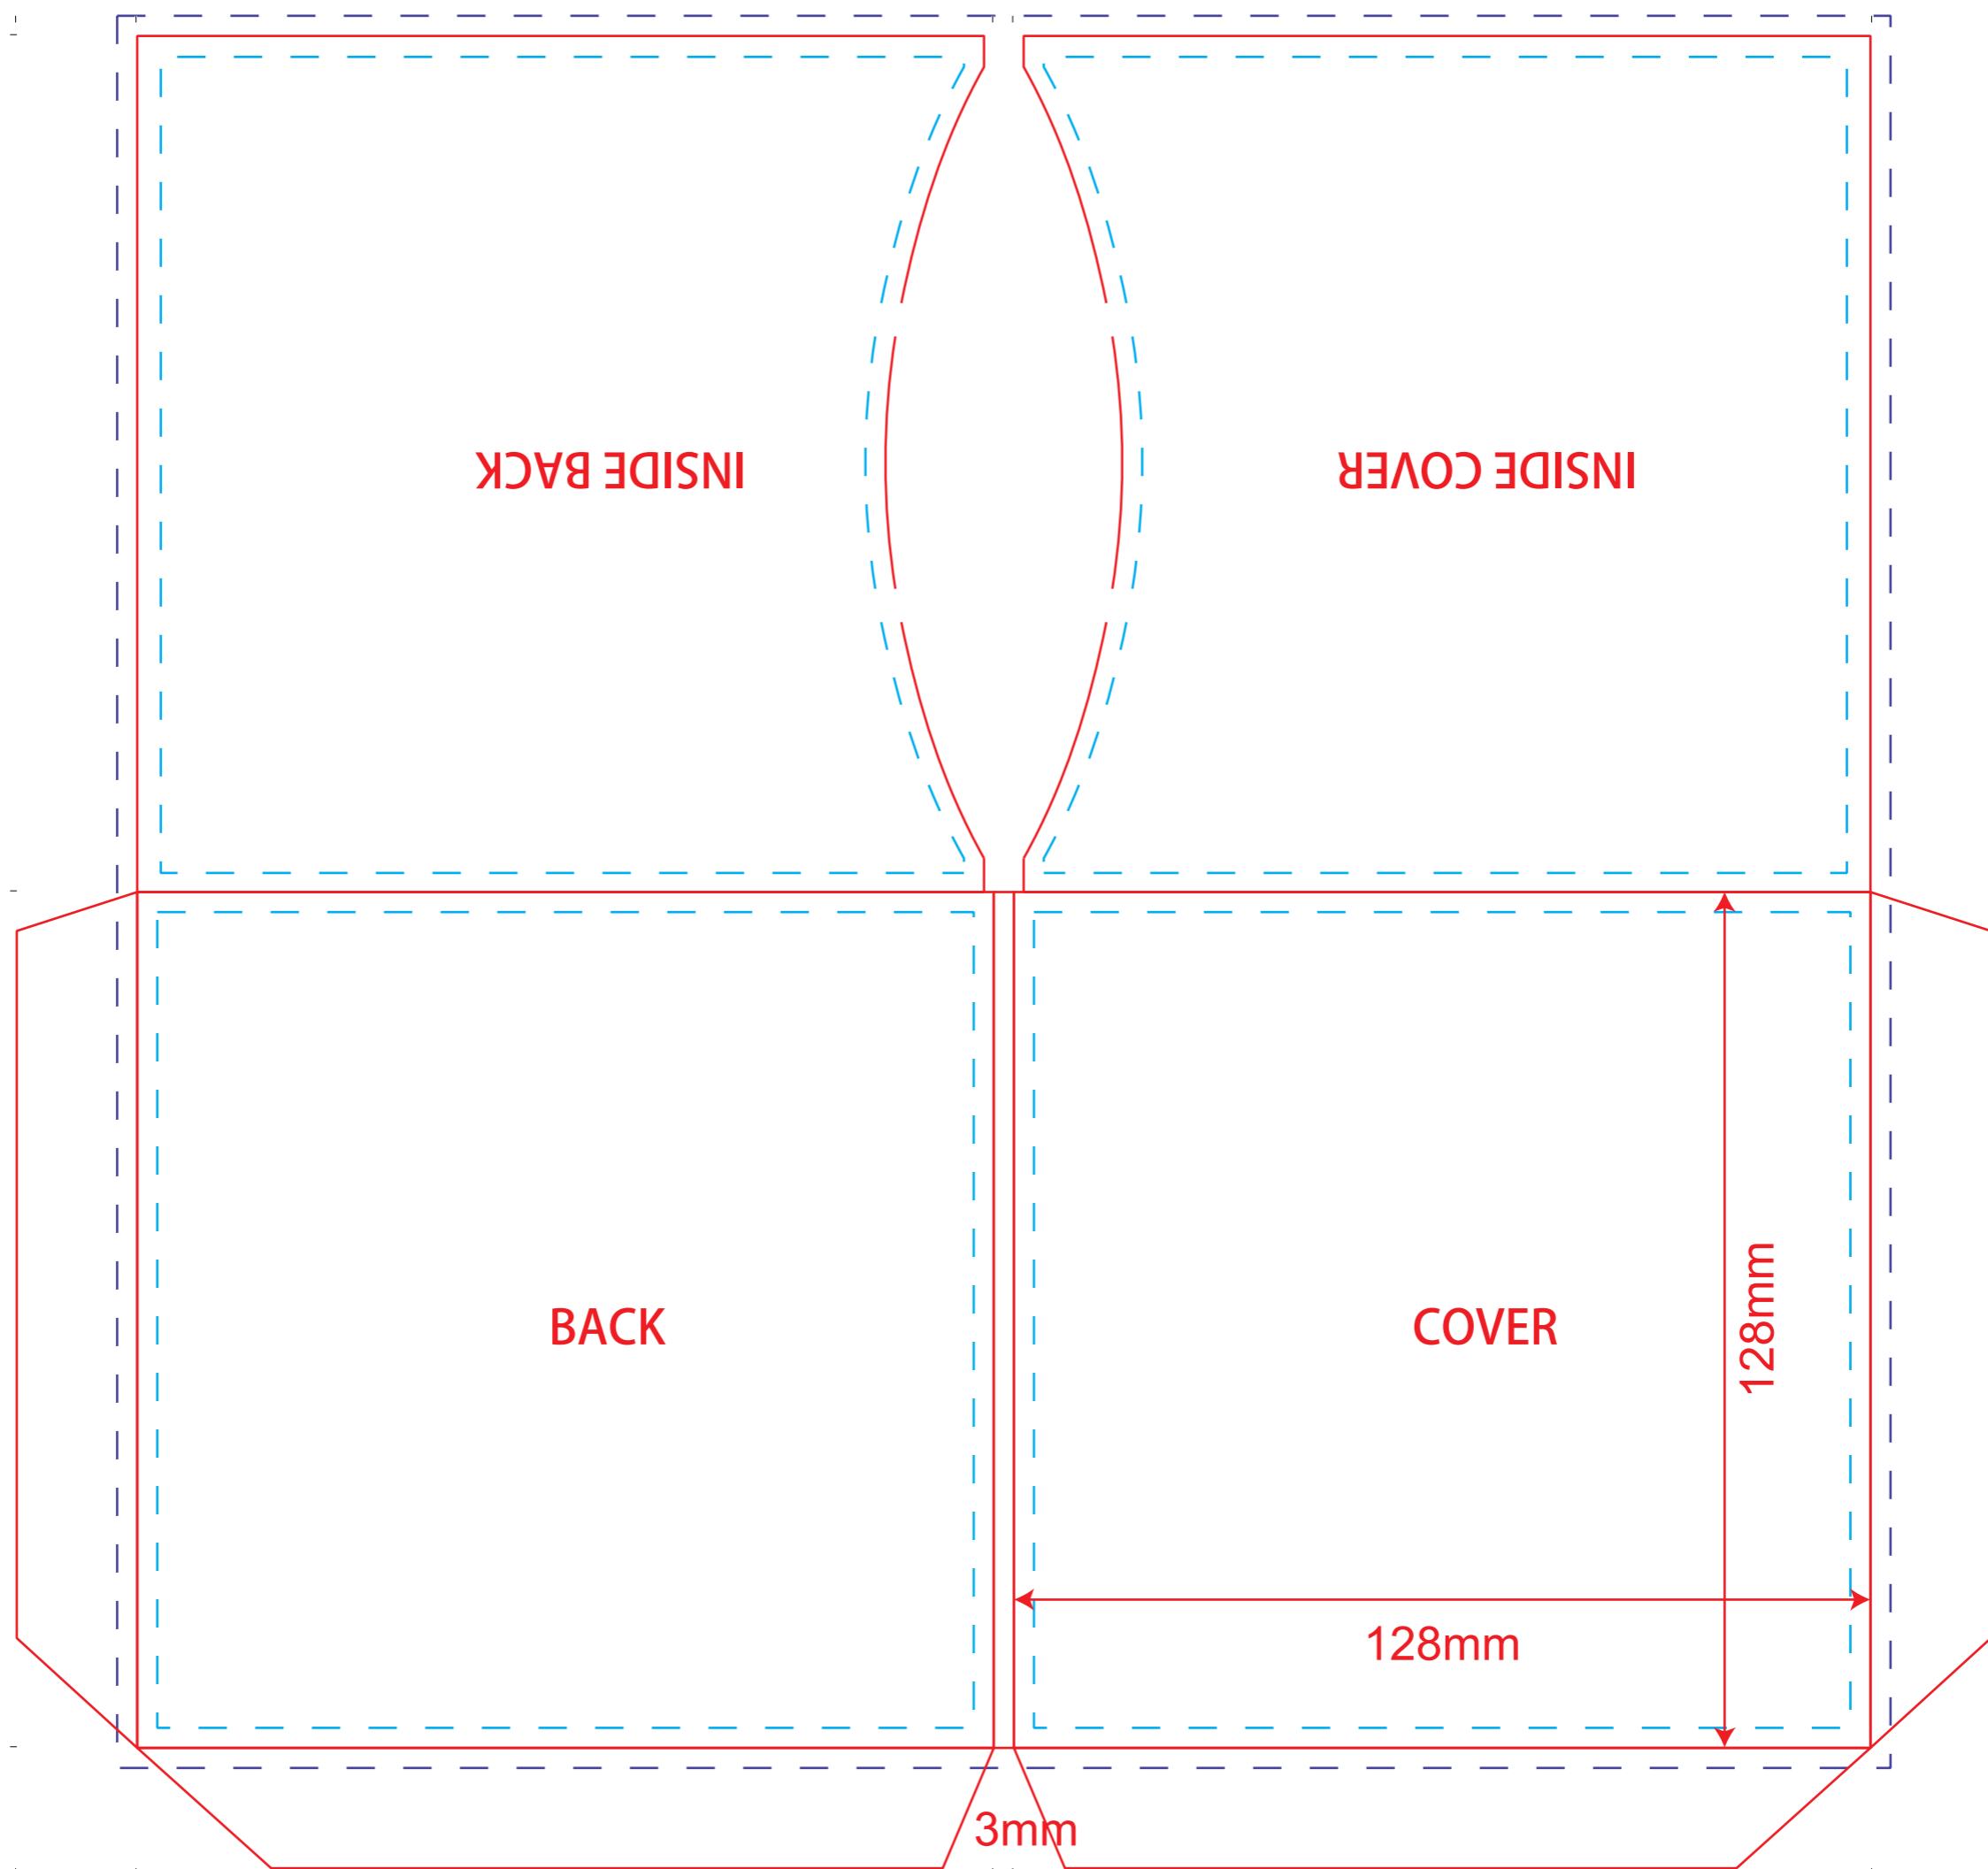 INSIDE BACK
INSIDE COVER
BACK
COVER
128mm
128mm
3mm